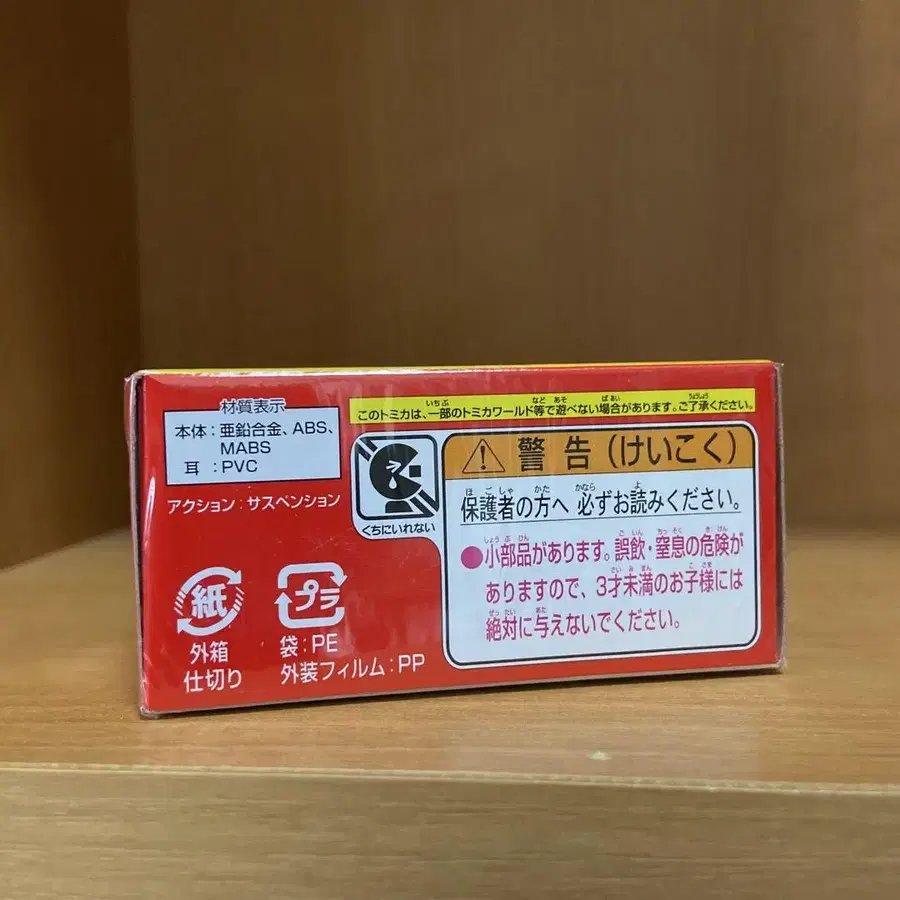 材質表示
本体:亜鉛合金、ABS、
MABS
耳:PVC
アクション:サスペンション
紙
外箱
仕切り
プラ
袋:PE
外装フィルム:PP
このトミカは、一部のトミカワールド等で遊べない場合があります。ご了承ください。
くちにいれない
警告(けいこく)
保護者の方へ 必ずお読みください。
●小部品があります。誤飲・窒息の危険が
ありますので、3才未満のお子様には
絶対に与えないでください。